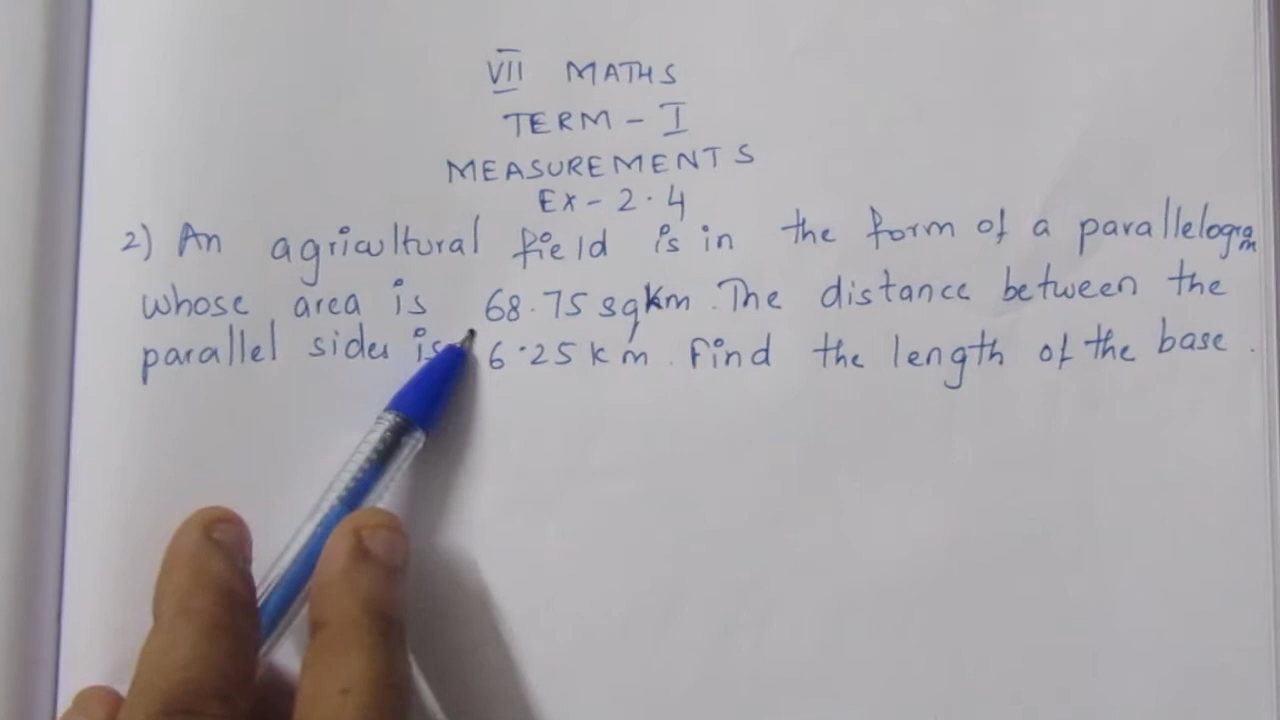 VII MATHS
TERM - I
MEASUREMENTS
Ex - 2.4
2) An agricultural field is in the form of a parallelogram
whose area is 68.75 sqkm. The distance between the
parallel sides is 6.25 km. Find the length of the base.